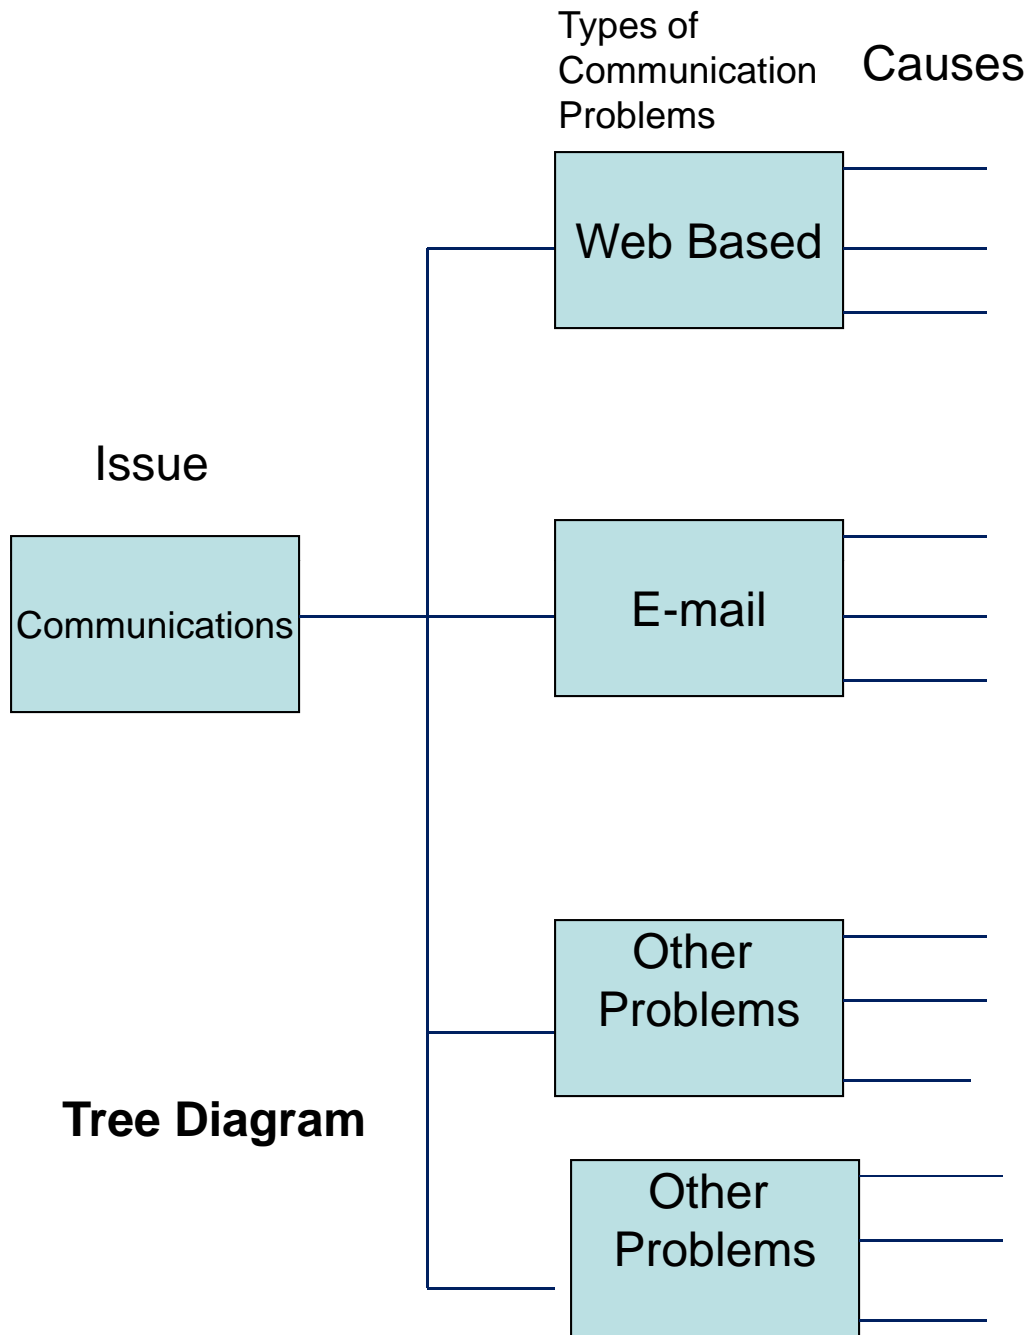 Types of
Communication
Problems
Causes
Web Based
Issue
Communications
E-mail
Other
Problems
Tree Diagram
Other
Problems